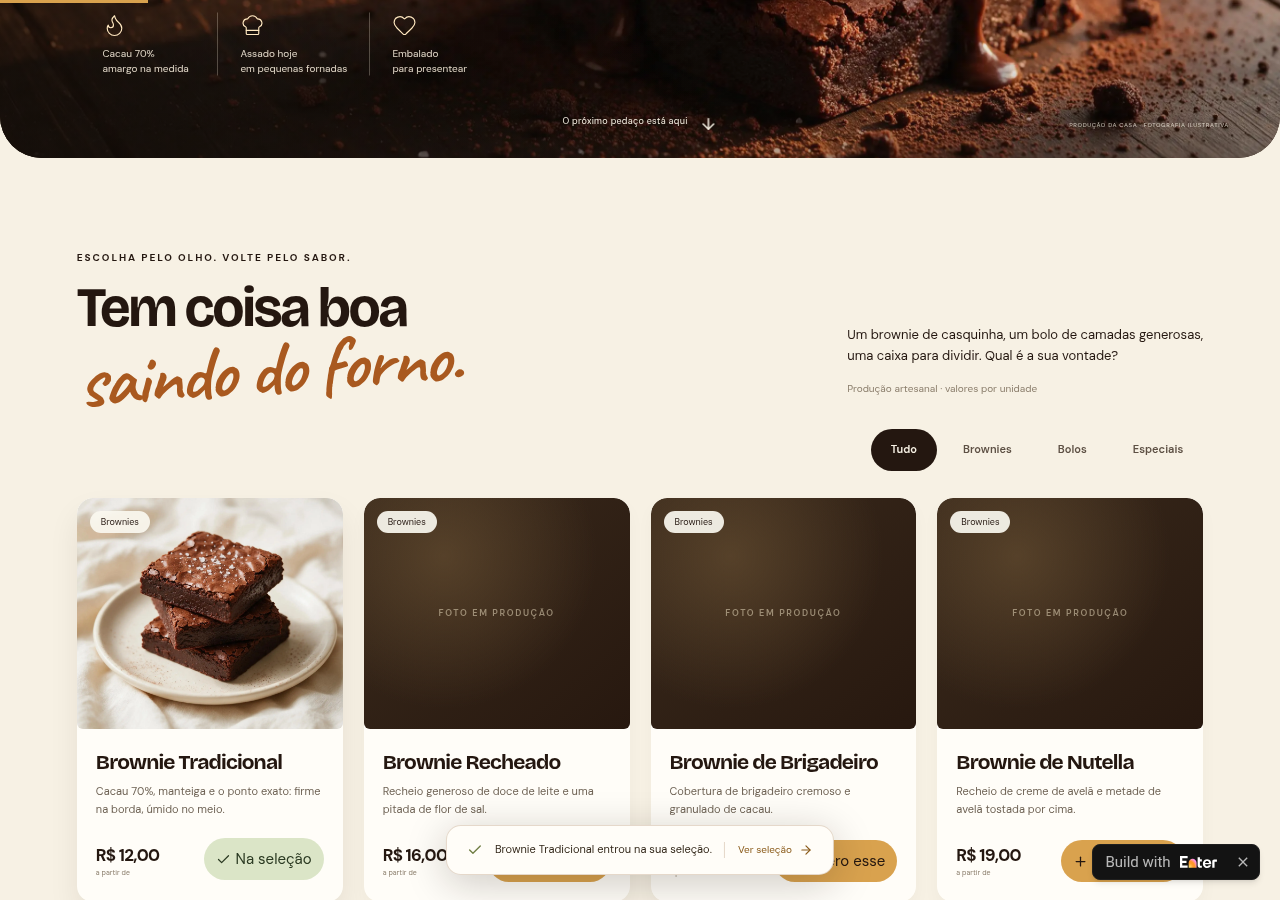 Cacau 70%
amargo na medida
Assado hoje
em pequenas fornadas
Embalado
para presentear
O próximo pedaço está aqui
PRODUÇÃO DA CASA · FOTOGRAFIA ILUSTRATIVA
ESCOLHA PELO OLHO. VOLTE PELO SABOR.
Tem coisa boa
saindo do forno.
Um brownie de casquinha, um bolo de camadas generosas,
uma caixa para dividir. Qual é a sua vontade?
Produção artesanal · valores por unidade
Tudo
Brownies
Bolos
Especiais
Brownies
Brownies
FOTO EM PRODUÇÃO
Brownies
FOTO EM PRODUÇÃO
Brownies
FOTO EM PRODUÇÃO
Brownie Tradicional
Cacau 70%, manteiga e o ponto exato: firme
na borda, úmido no meio.
R$ 12,00
a partir de
Na seleção
Brownie Recheado
Recheio generoso de doce de leite e uma
pitada de flor de sal.
R$ 16,00
a partir de
Brownie de Brigadeiro
Cobertura de brigadeiro cremoso e
granulado de cacau.
esse
Brownie de Nutella
Recheio de creme de avelã e metade de
avelã tostada por cima.
R$ 19,00
a partir de
+
Brownie Tradicional entrou na sua seleção.
Ver seleção
Build with Enter